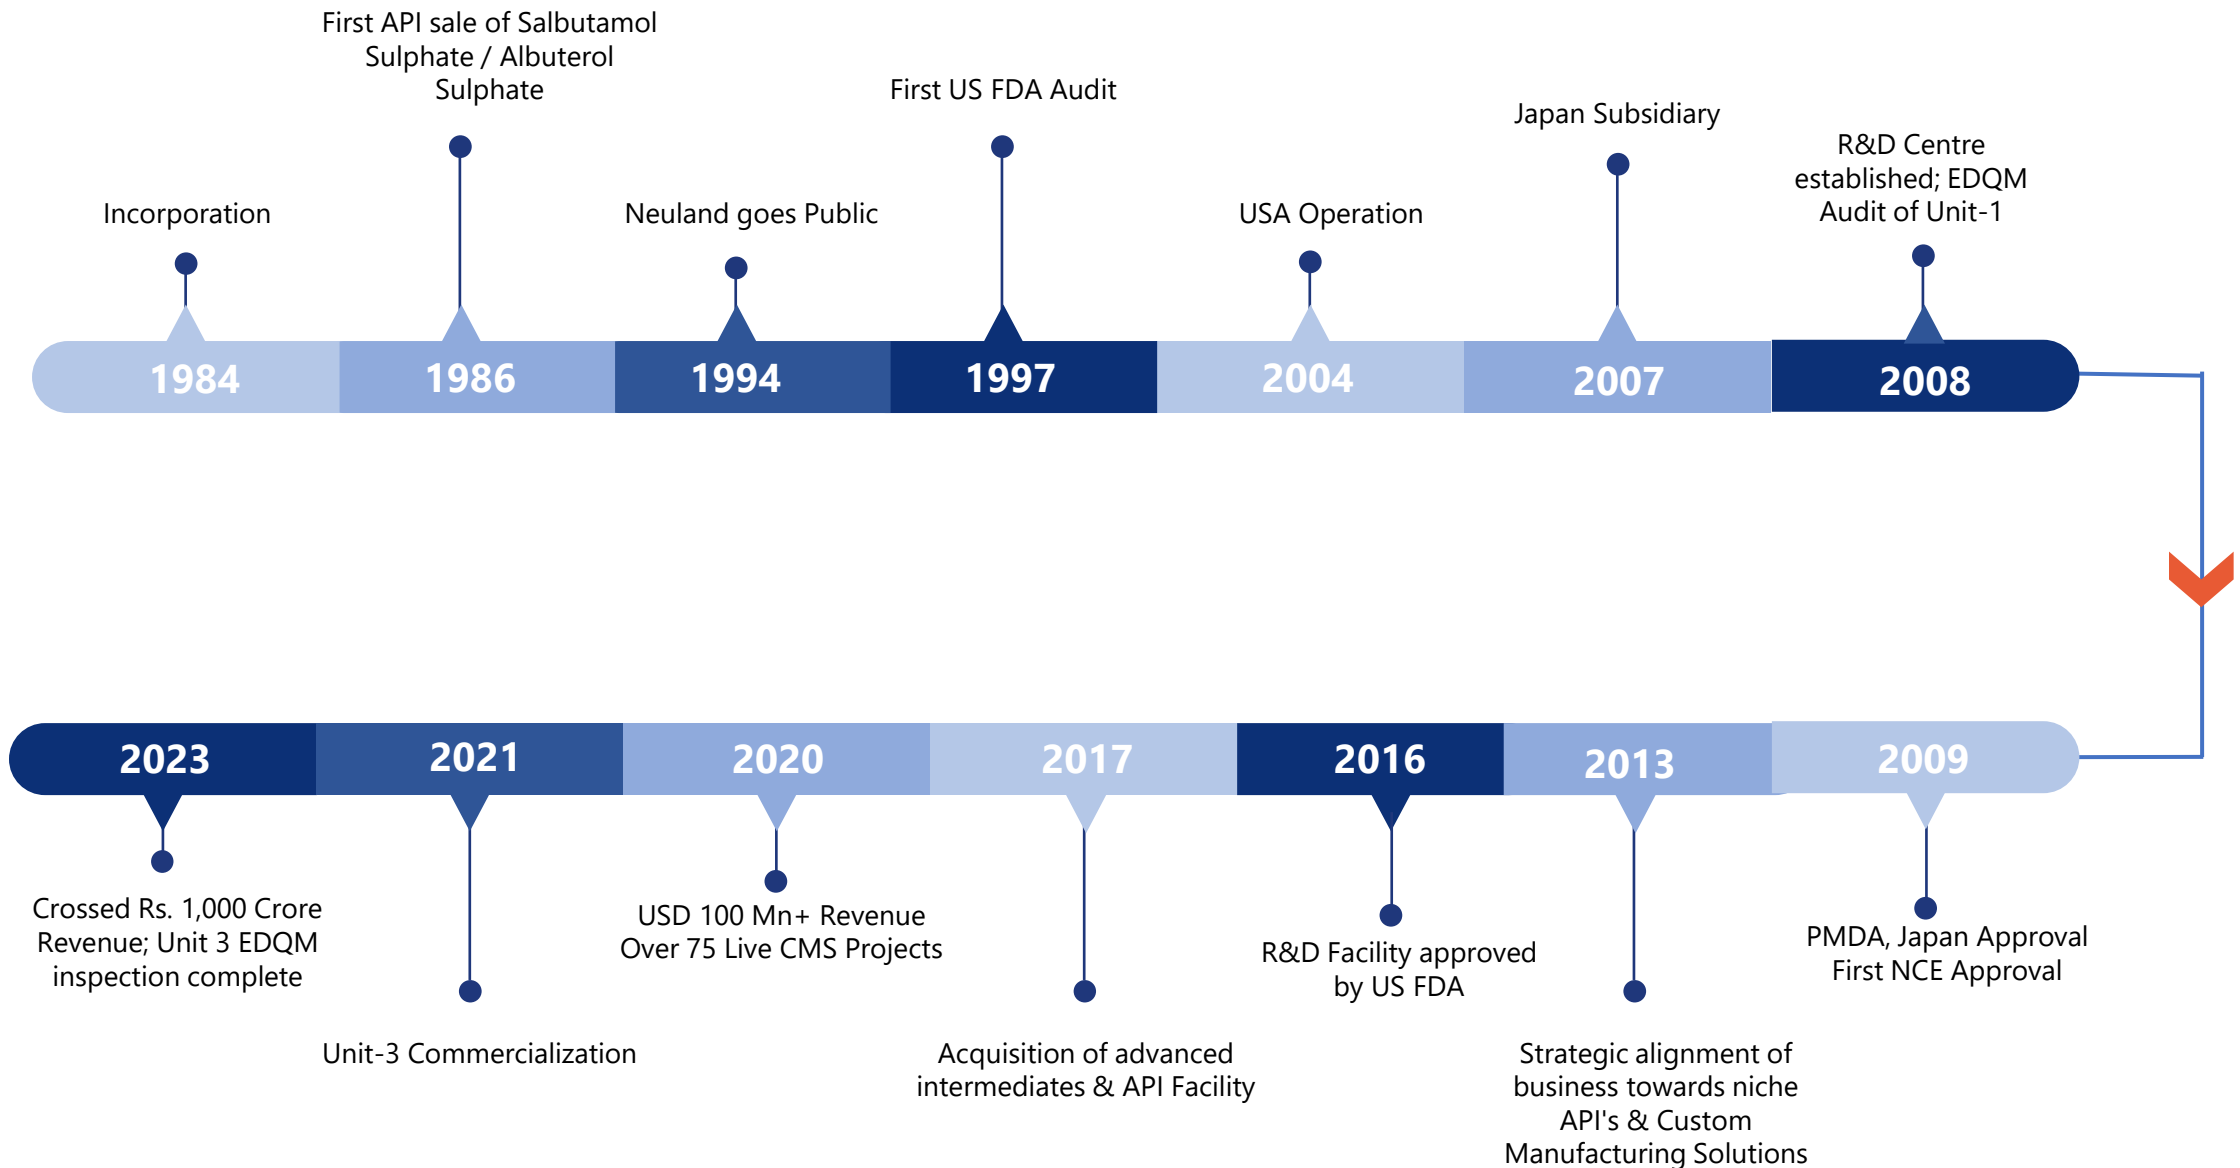 First API sale of Salbutamol
Sulphate / Albuterol
Sulphate
First US FDA Audit
Japan Subsidiary
R&D Centre
established; EDQM
Audit of Unit-1
Incorporation
Neuland goes Public
USA Operation
1984
1986
1994
1997
2004
2007
2008
2023
2021
2020
2017
2016
2013
2009
Crossed Rs. 1,000 Crore
Revenue; Unit 3 EDQM
inspection complete
USD 100 Mn+ Revenue
Over 75 Live CMS Projects
R&D Facility approved
by US FDA
PMDA, Japan Approval
First NCE Approval
Unit-3 Commercialization
Acquisition of advanced
intermediates & API Facility
Strategic alignment of
business towards niche
API's & Custom
Manufacturing Solutions